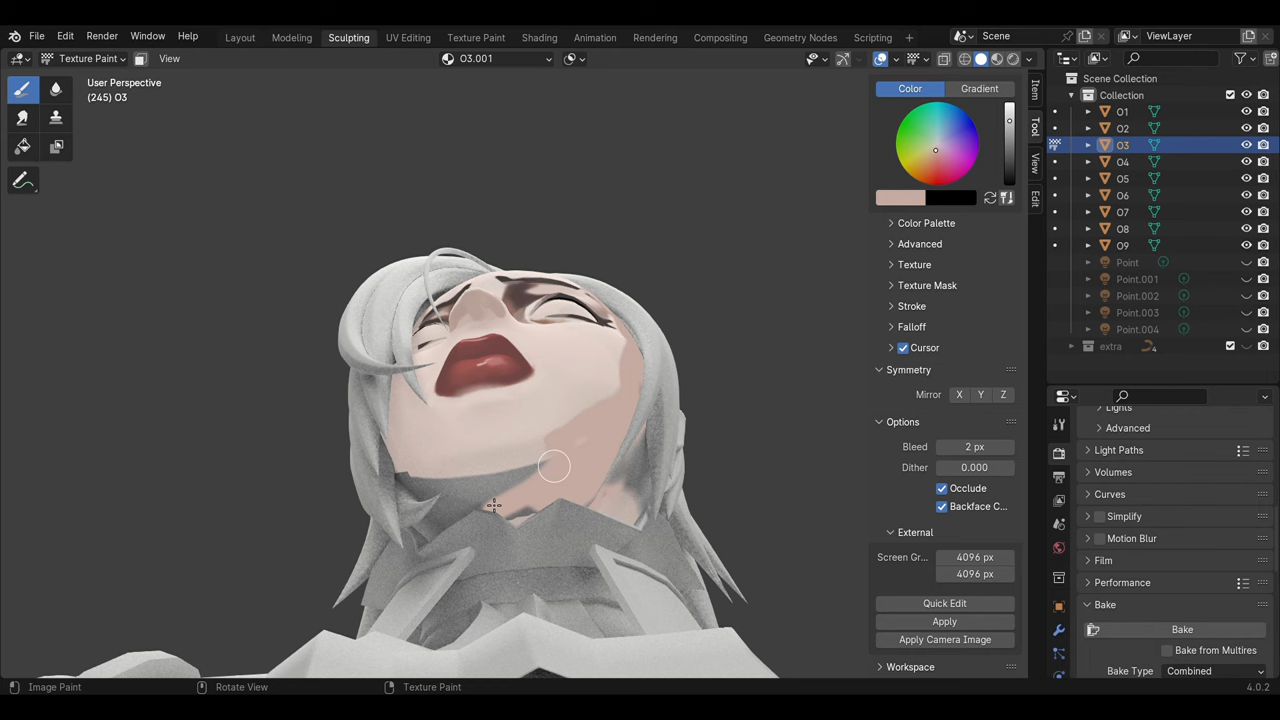 File Edit Render Window Help Layout Modeling Sculpting UV Editing Texture Paint Shading Animation Rendering Compositing Geometry Nodes Scripting Scene ViewLayer
Texture Paint View O3.001
User Perspective
(245) O3
Color Gradient
Color Palette
Advanced
Texture
Texture Mask
Stroke
Falloff
Cursor
Symmetry
Mirror X Y Z
Options
Bleed 2 px
Dither 0.000
Occlude
Backface C...
External
Screen Gr... 4096 px
4096 px
Quick Edit
Apply
Apply Camera Image
Workspace
Item
Tool
View
Edit
Scene Collection
Collection
O1
O2
O3
O4
O5
O6
O7
O8
O9
Point
Point.001
Point.002
Point.003
Point.004
extra 4
Lights
Advanced
Light Paths
Volumes
Curves
Simplify
Motion Blur
Film
Performance
Bake
Bake
Bake from Multires
Bake Type Combined
Image Paint Rotate View Texture Paint 4.0.2